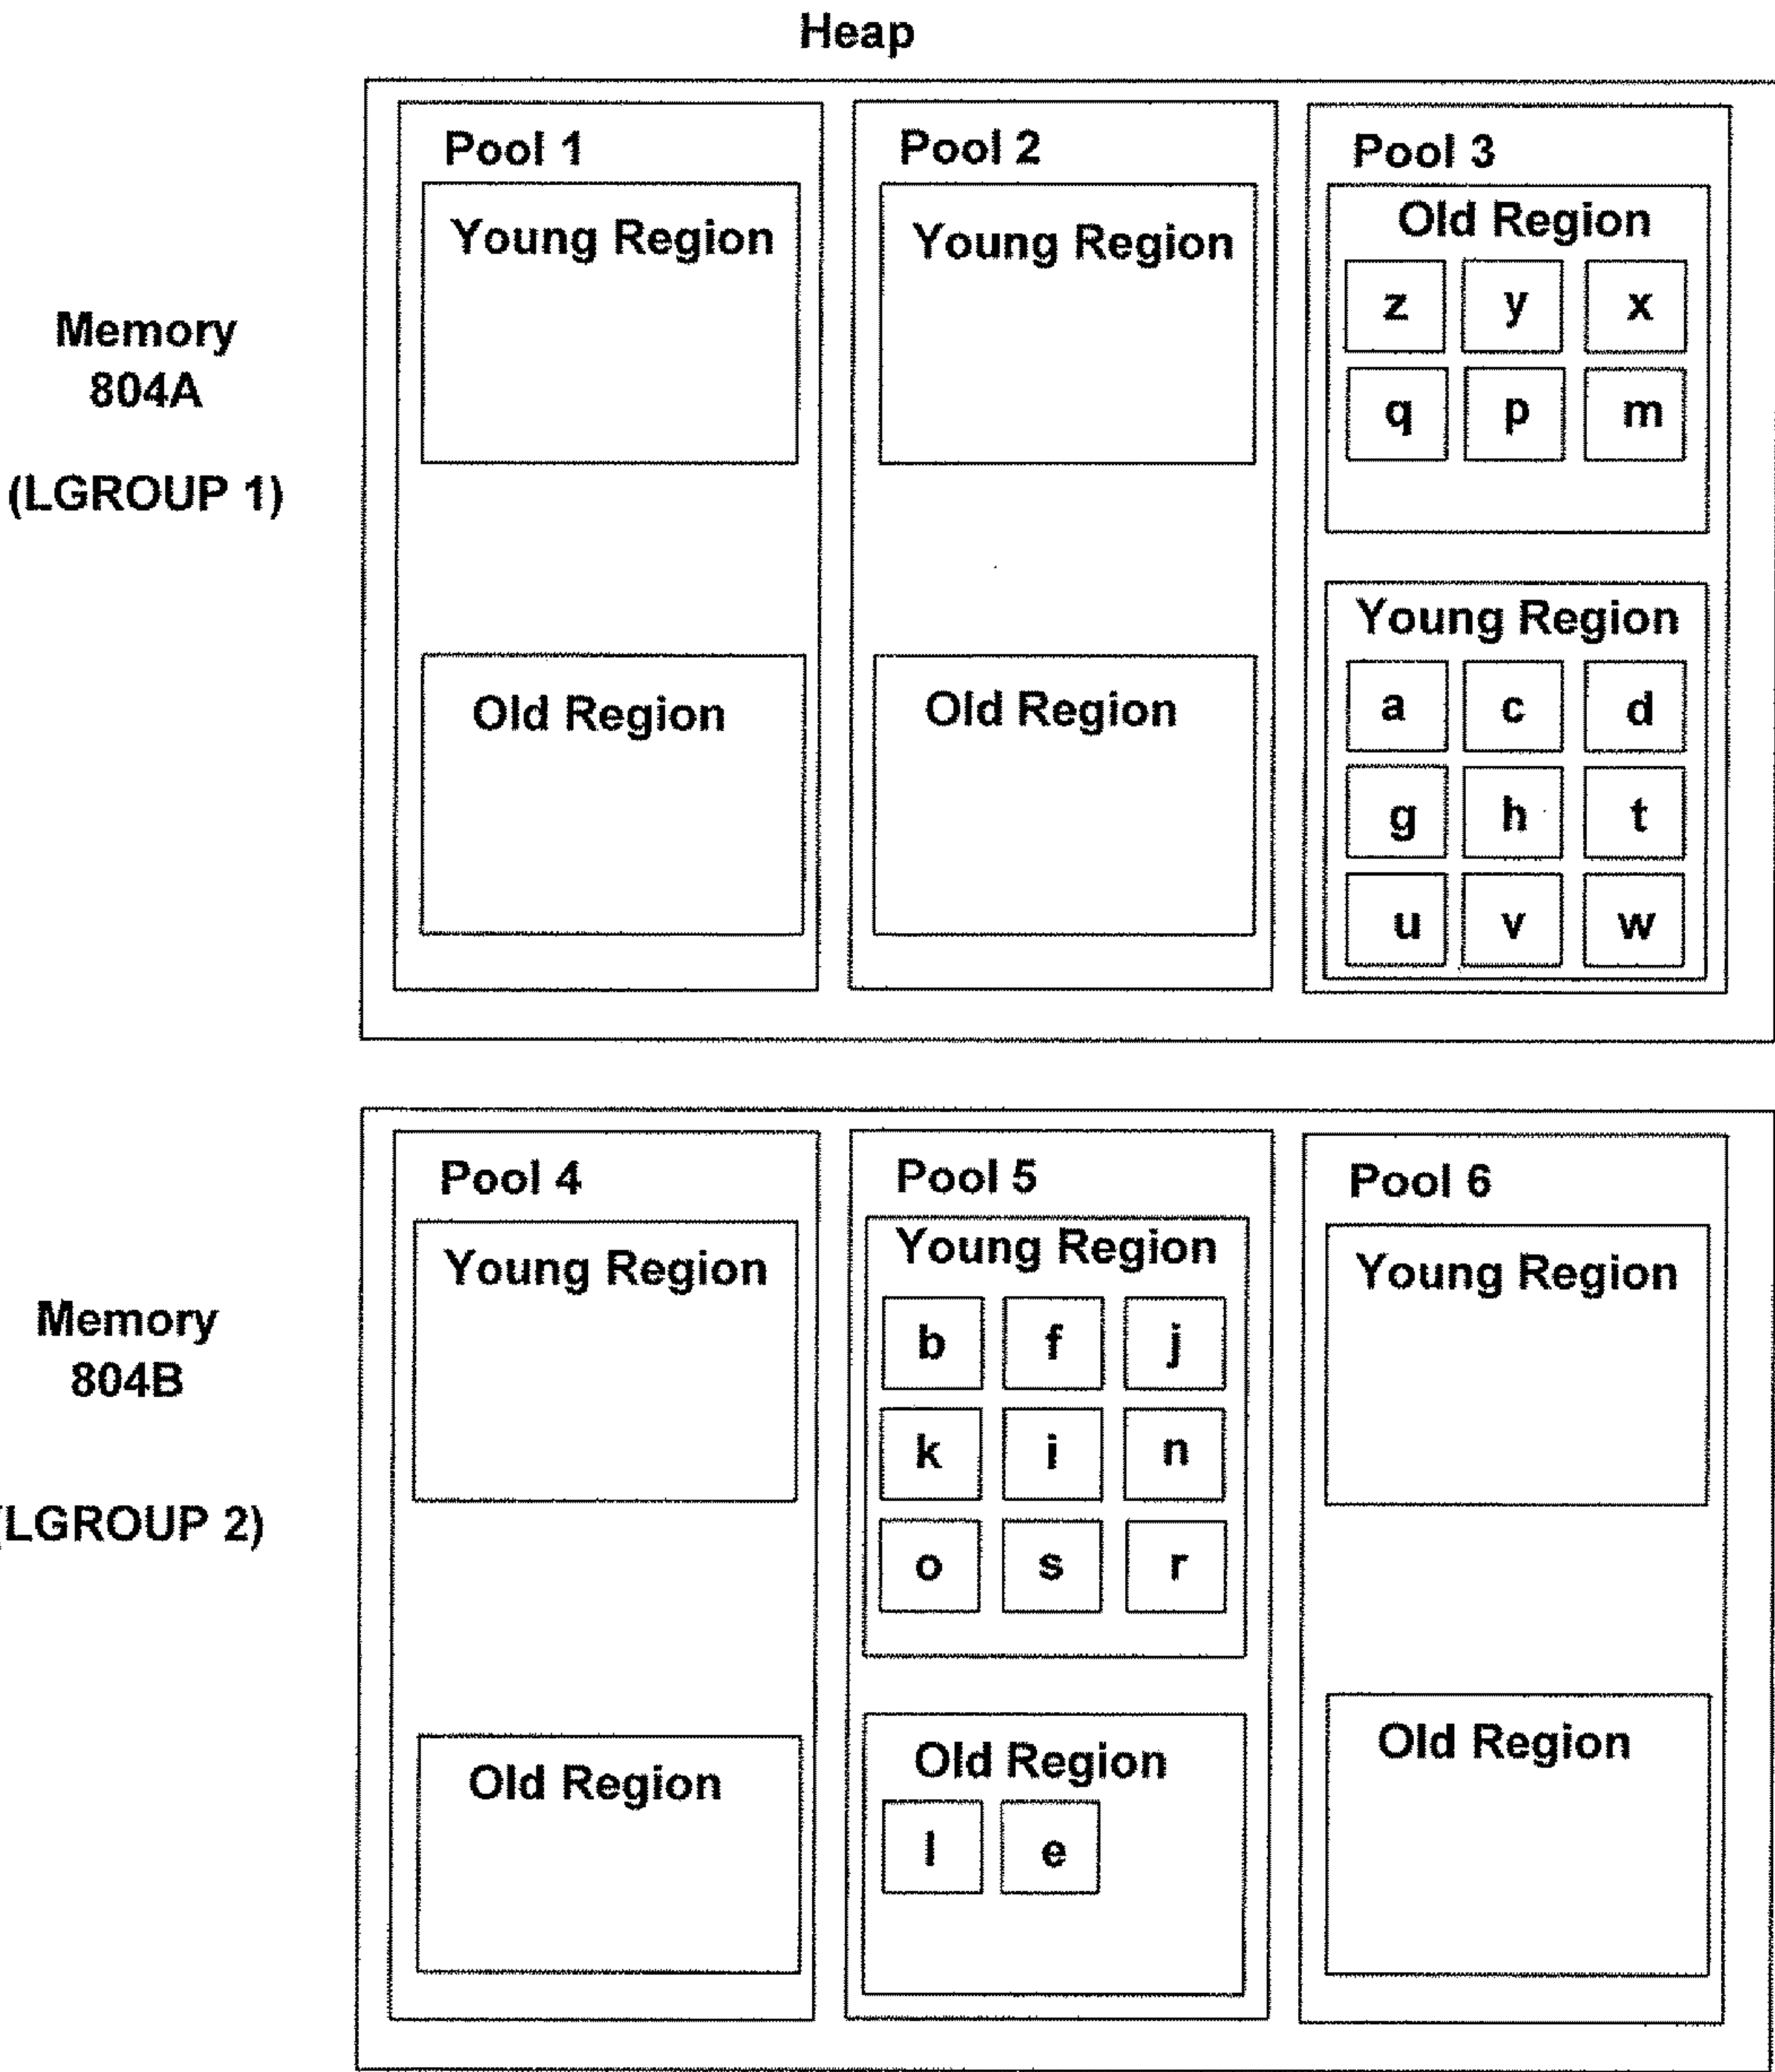 Heap
Memory
804A
(LGROUP 1)
Pool 1
Young Region
Old Region
Pool 2
Young Region
Old Region
Pool 3
Old Region
z y x
q p m
Young Region
a c d
g h t
u v w
Memory
804B
(LGROUP 2)
Pool 4
Young Region
Old Region
Pool 5
Young Region
b f j
k i n
o s r
Old Region
l e
Pool 6
Young Region
Old Region